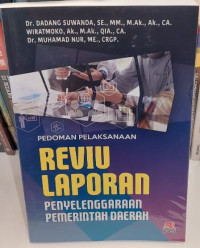 Dr. DADANG SUWANDA, SE., MM., M.Ak., Ak., CA.
WIRATMOKO, Ak., M.Ak., QIA., CA.
Dr. MUHAMAD NUR, ME., CRGP.
PEDOMAN PELAKSANAAN
REVIU
LAPORAN
PENYELENGGARAAN
PEMERINTAH DAERAH